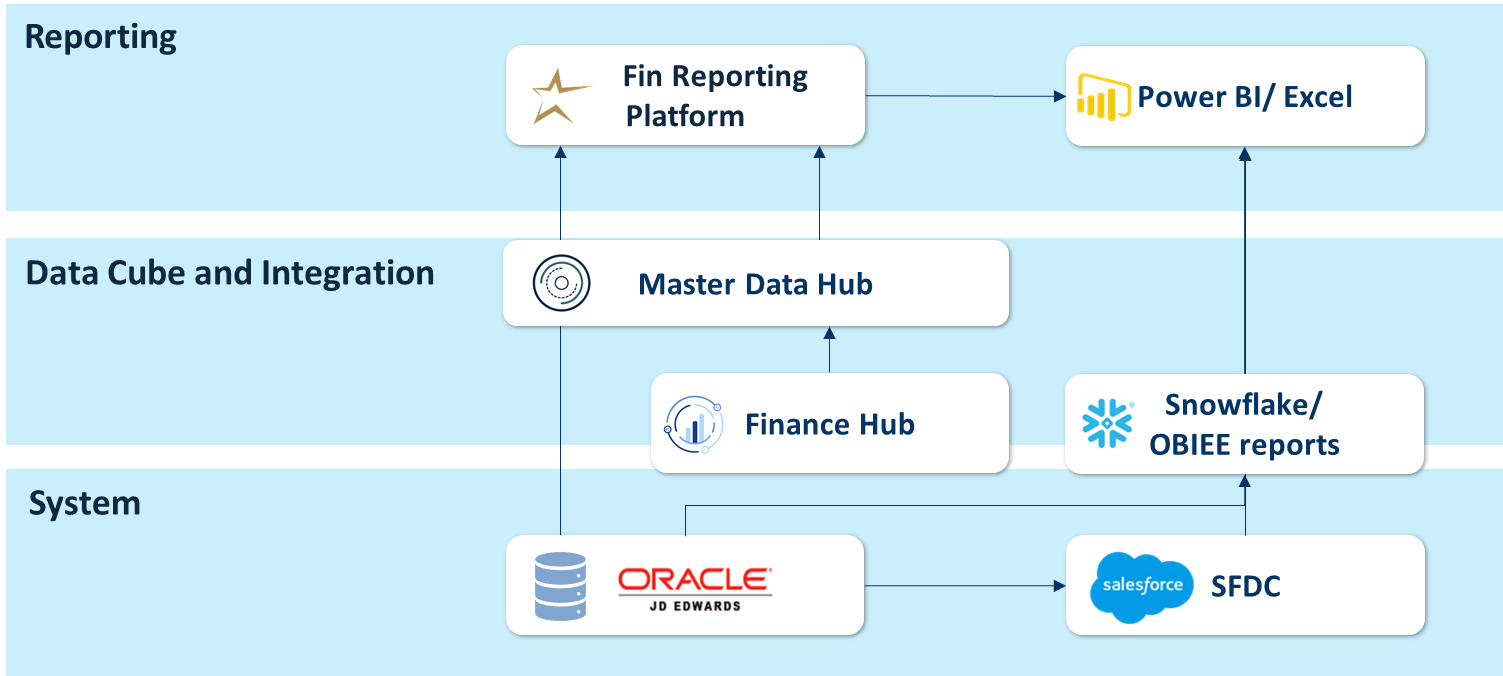 Reporting
Fin Reporting
Platform
Power BI/ Excel
Data Cube and Integration
Master Data Hub
Finance Hub
Snowflake/
OBIEE reports
System
ORACLE®
JD EDWARDS
salesforce
SFDC